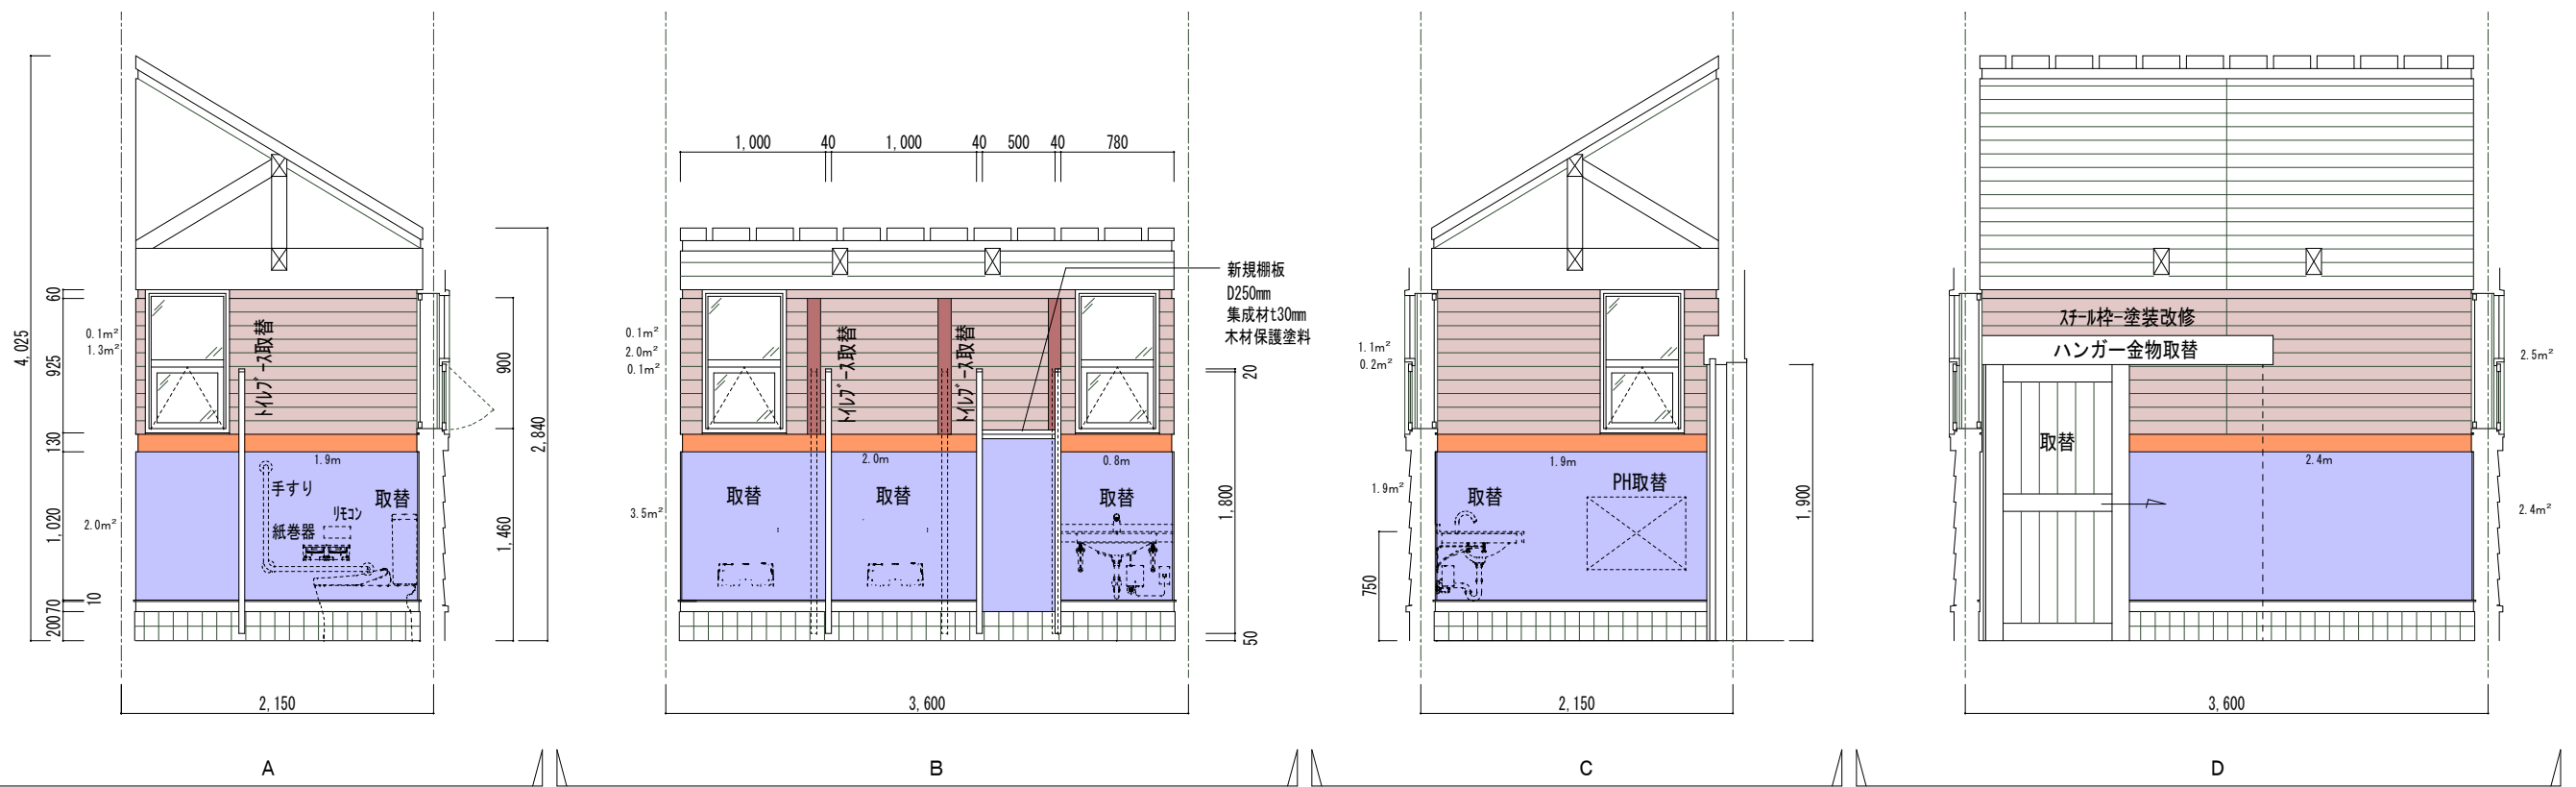 4,025
60
925
130
1,020
70
200
10
0.1m²
1.3m²
2.0m²
トイレブース取替
1.9m
手すり
リモコン
取替
紙巻器
900
1,460
2,840
2,150
A
1,000
40
1,000
40
500
40
780
新規棚板
D250mm
集成材t30mm
木材保護塗料
0.1m²
2.0m²
0.1m²
3.5m²
トイレブース取替
トイレブース取替
2.0m
0.8m
取替
取替
取替
20
1,800
50
3,600
B
1.1m²
0.2m²
1.9m²
1.9m
取替
PH取替
750
1,900
2,150
C
スチール枠-塗装改修
ハンガー金物取替
取替
2.4m
2.5m²
2.4m²
3,600
D